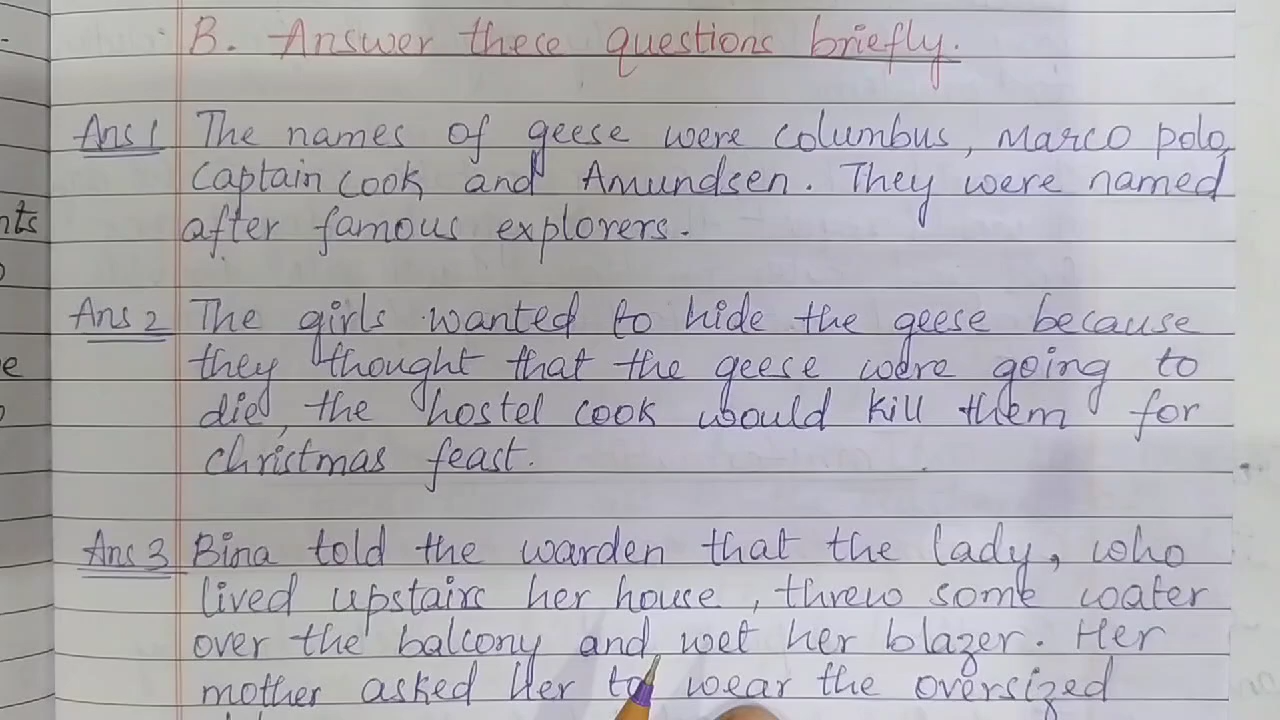 B. Answer these questions briefly.
Ans 1 The names of geese were columbus, Marco polo,
captain cook and Amundsen. They were named
after famous explorers.
Ans 2 The girls wanted to hide the geese because
they thought that the geese were going to
die, the hostel cook would kill them for
christmas feast.
Ans 3 Bina told the warden that the lady, who
lived upstairs her house, threw some water
over the balcony and wet her blazer. Her
mother asked Her to wear the oversized